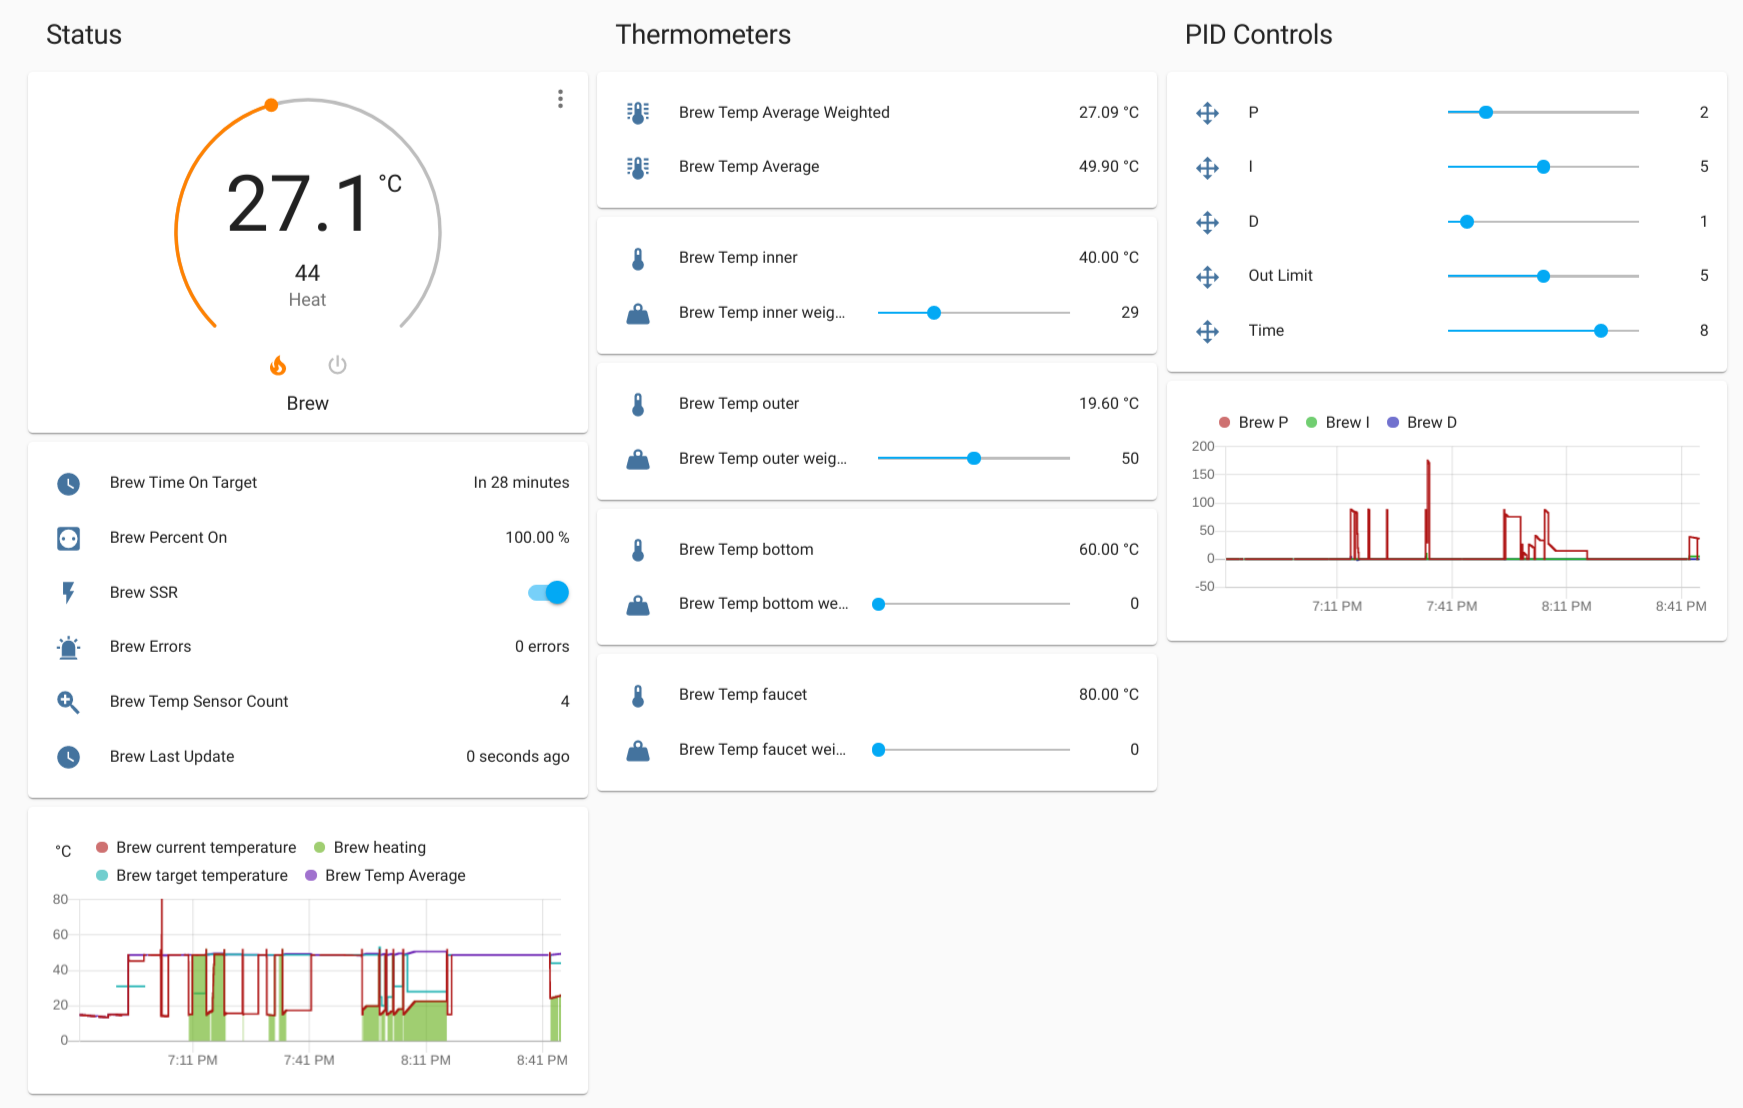 Status
27.1 °C
44
Heat
Brew
Brew Time On Target In 28 minutes
Brew Percent On 100.00 %
Brew SSR
Brew Errors 0 errors
Brew Temp Sensor Count 4
Brew Last Update 0 seconds ago
°C Brew current temperature Brew heating
Brew target temperature Brew Temp Average
80
60
40
20
0
7:11 PM 7:41 PM 8:11 PM 8:41 PM
Thermometers
Brew Temp Average Weighted 27.09 °C
Brew Temp Average 49.90 °C
Brew Temp inner 40.00 °C
Brew Temp inner weig... 29
Brew Temp outer 19.60 °C
Brew Temp outer weig... 50
Brew Temp bottom 60.00 °C
Brew Temp bottom we... 0
Brew Temp faucet 80.00 °C
Brew Temp faucet wei... 0
PID Controls
P 2
I 5
D 1
Out Limit 5
Time 8
Brew P Brew I Brew D
200
150
100
50
0
-50
7:11 PM 7:41 PM 8:11 PM 8:41 PM